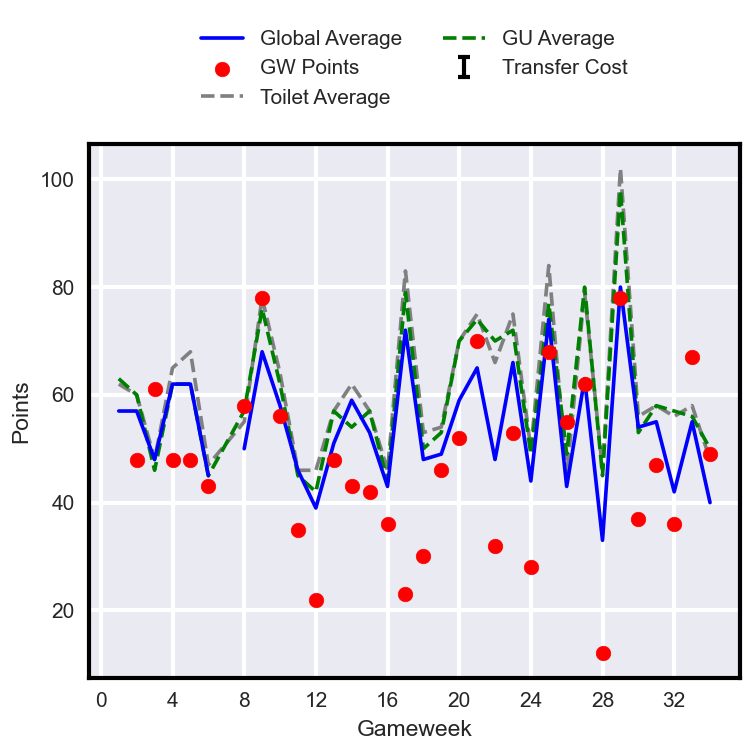 Global Average
GW Points
Toilet Average
GU Average
Transfer Cost
100
80
60
40
20
Points
0 4 8 12 16 20 24 28 32
Gameweek